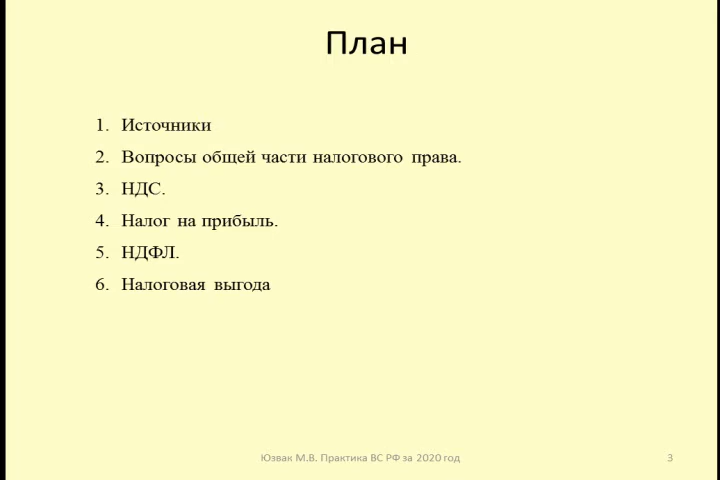 План
1. Источники
2. Вопросы общей части налогового права.
3. НДС.
4. Налог на прибыль.
5. НДФЛ.
6. Налоговая выгода
Юзвак М.В. Практика ВС РФ за 2020 год
3